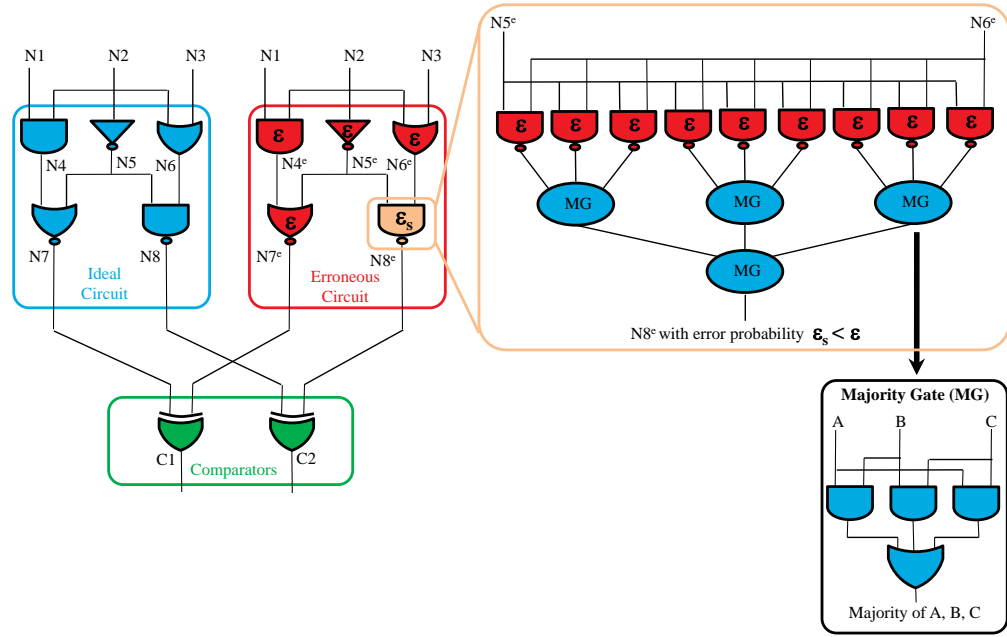 N1 N2 N3
N4 N5 N6
N7 N8
Ideal
Circuit
N1 N2 N3
ε ε ε
N4ᵉ N5ᵉ N6ᵉ
ε εₛ
N7ᵉ N8ᵉ
Erroneous
Circuit
C1 C2
Comparators
N5ᵉ N6ᵉ
ε ε ε ε ε ε ε ε ε
MG MG MG
MG
N8ᵉ with error probability εₛ < ε
Majority Gate (MG)
A B C
Majority of A, B, C